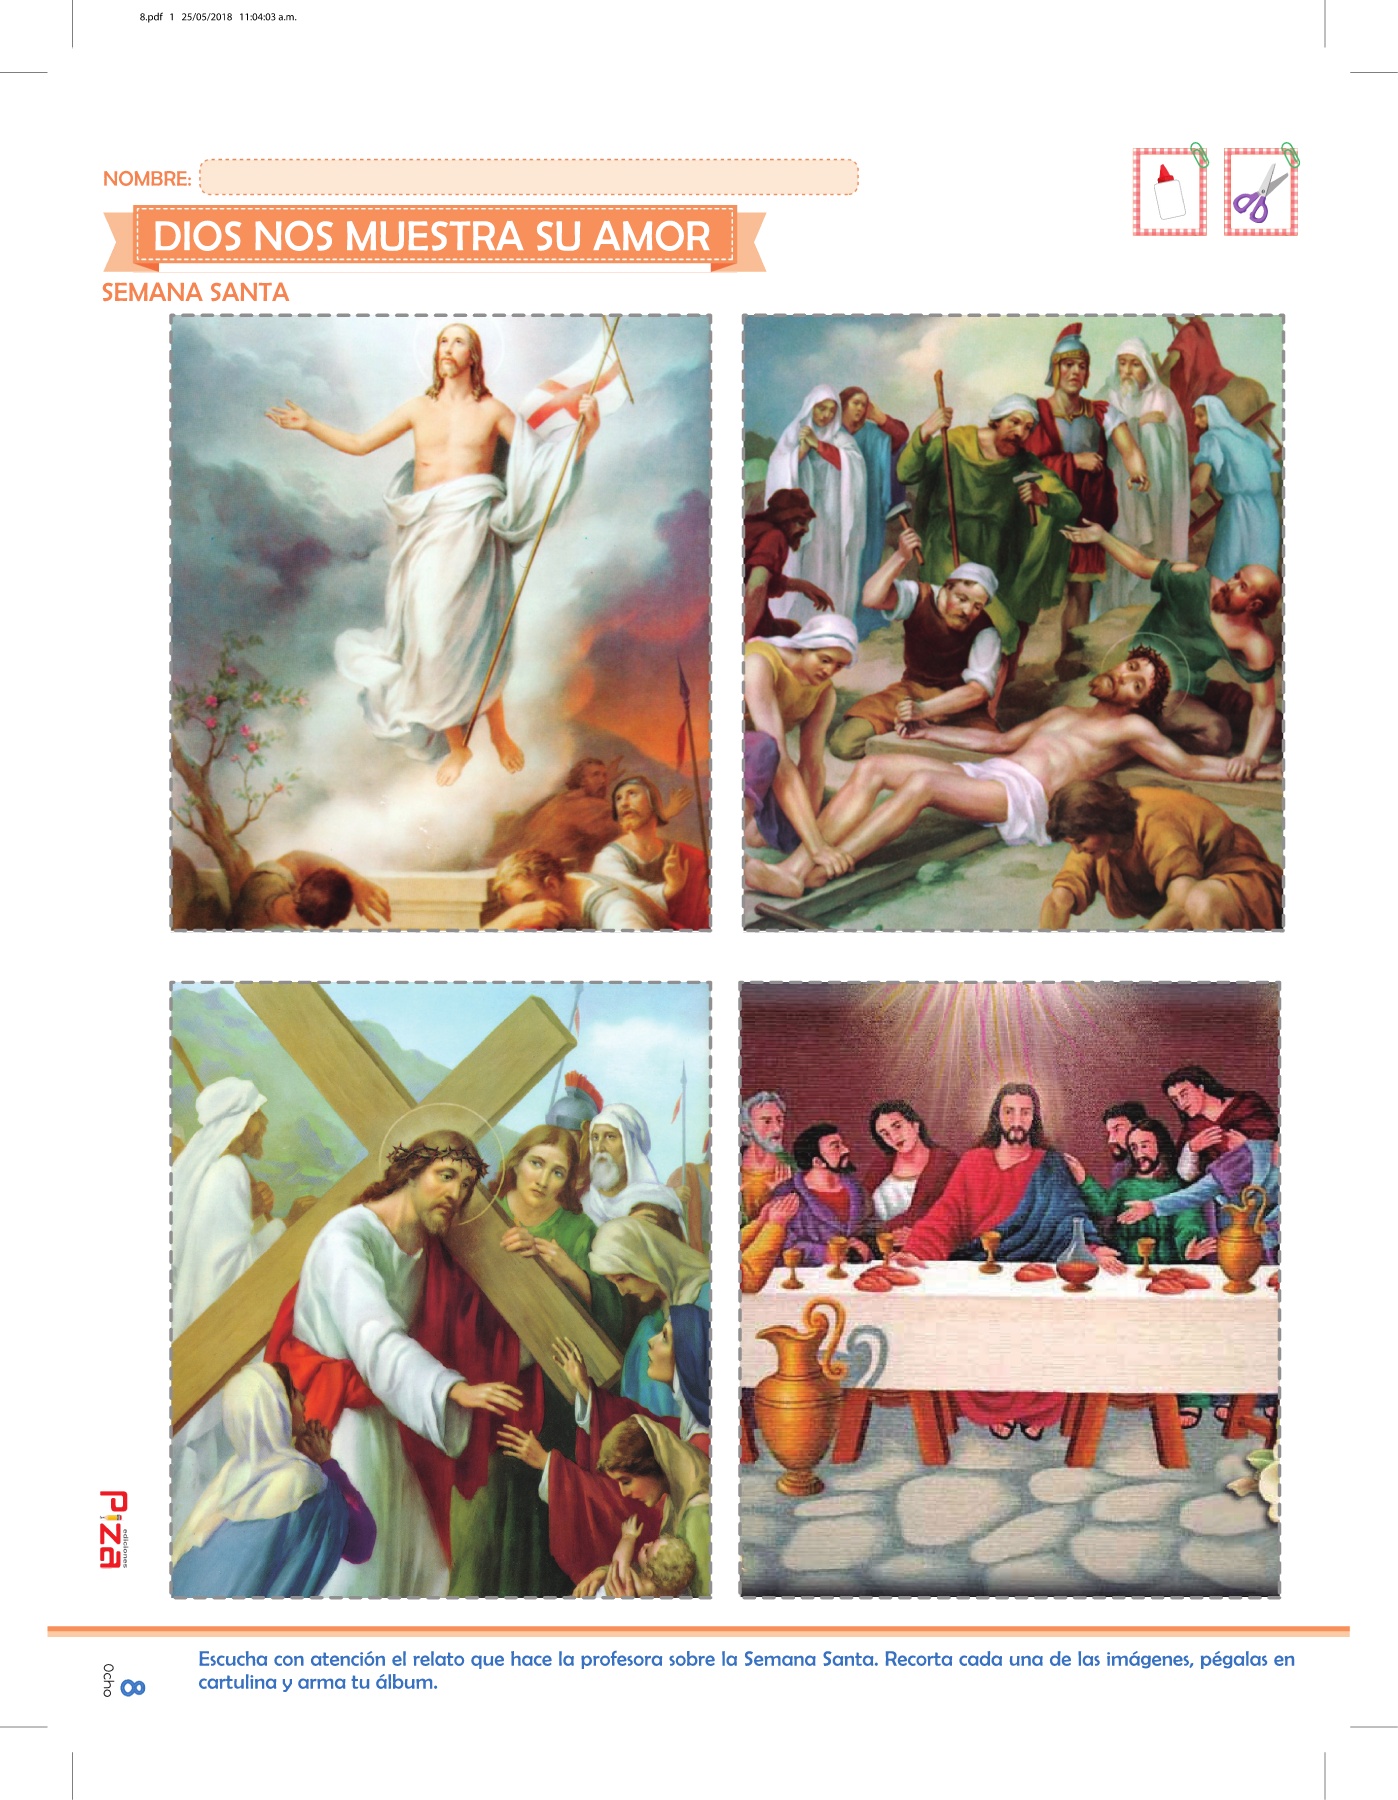 8.pdf 1 25/05/2018 11:04:03 a.m.
NOMBRE:
DIOS NOS MUESTRA SU AMOR
SEMANA SANTA
Piza
ediciones
Escucha con atención el relato que hace la profesora sobre la Semana Santa. Recorta cada una de las imágenes, pégalas en
cartulina y arma tu álbum.
8
Ocho